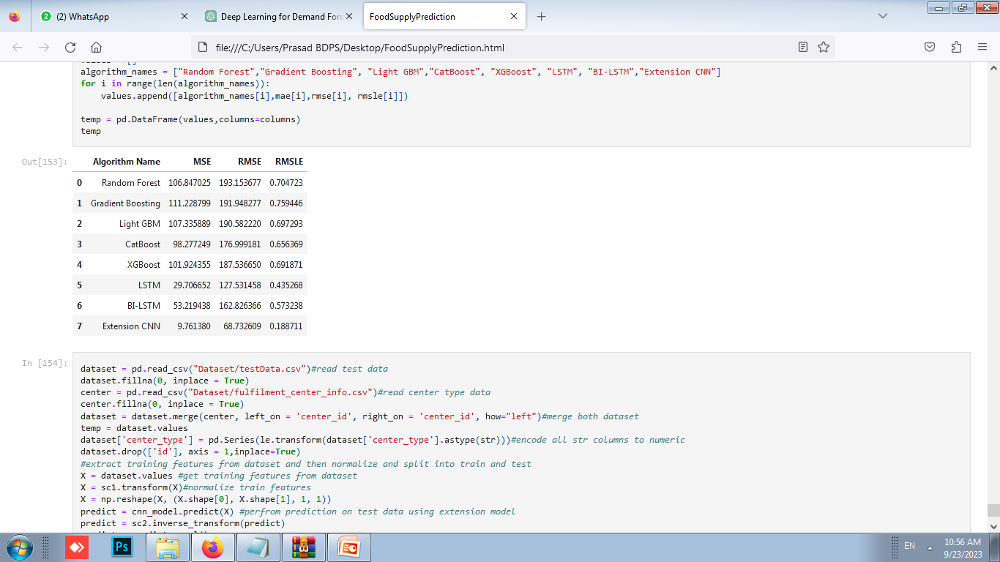 (2) WhatsApp
Deep Learning for Demand Fore
FoodSupplyPrediction
file:///C:/Users/Prasad BDPS/Desktop/FoodSupplyPrediction.html
algorithm_names = ["Random Forest","Gradient Boosting", "Light GBM","CatBoost", "XGBoost", "LSTM", "BI-LSTM","Extension CNN"]
for i in range(len(algorithm_names)):
values.append([algorithm_names[i],mae[i],rmse[i], rmsle[i]])
temp = pd.DataFrame(values,columns=columns)
temp
Out[153]:
Algorithm Name MSE RMSE RMSLE
0 Random Forest 106.847025 193.153677 0.704723
1 Gradient Boosting 111.228799 191.948277 0.759446
2 Light GBM 107.335889 190.582220 0.697293
3 CatBoost 98.277249 176.999181 0.656369
4 XGBoost 101.924355 187.536650 0.691871
5 LSTM 29.706652 127.531458 0.435268
6 BI-LSTM 53.219438 162.826366 0.573238
7 Extension CNN 9.761380 68.732609 0.188711
In [154]:
dataset = pd.read_csv("Dataset/testData.csv")#read test data
dataset.fillna(0, inplace = True)
center = pd.read_csv("Dataset/fulfilment_center_info.csv")#read center type data
center.fillna(0, inplace = True)
dataset = dataset.merge(center, left_on = 'center_id', right_on = 'center_id', how="left")#merge both dataset
temp = dataset.values
dataset['center_type'] = pd.Series(le.transform(dataset['center_type'].astype(str)))#encode all str columns to numeric
dataset.drop(['id'], axis = 1,inplace=True)
#extract training features from dataset and then normalize and split into train and test
X = dataset.values #get training features from dataset
X = sc1.transform(X)#normalize train features
X = np.reshape(X, (X.shape[0], X.shape[1], 1, 1))
predict = cnn_model.predict(X) #perfrom prediction on test data using extension model
predict = sc2.inverse_transform(predict)
Ps
EN
10:56 AM
9/23/2023